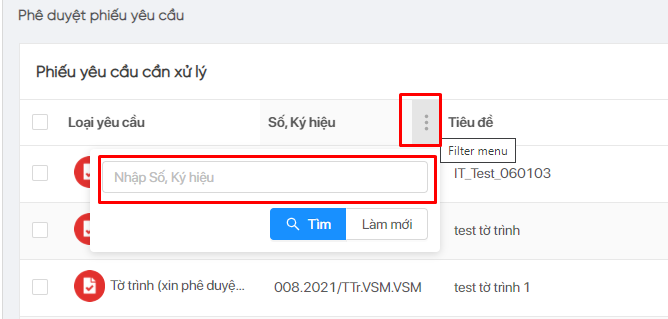 Phê duyệt phiếu yêu cầu
Phiếu yêu cầu cần xử lý
Loại yêu cầu Số, Ký hiệu Tiêu đề
Filter menu
IT_Test_060103
Nhập Số, Ký hiệu
Tìm Làm mới test tờ trình
Tờ trình (xin phê duyệ... 008.2021/TTr.VSM.VSM test tờ trình 1